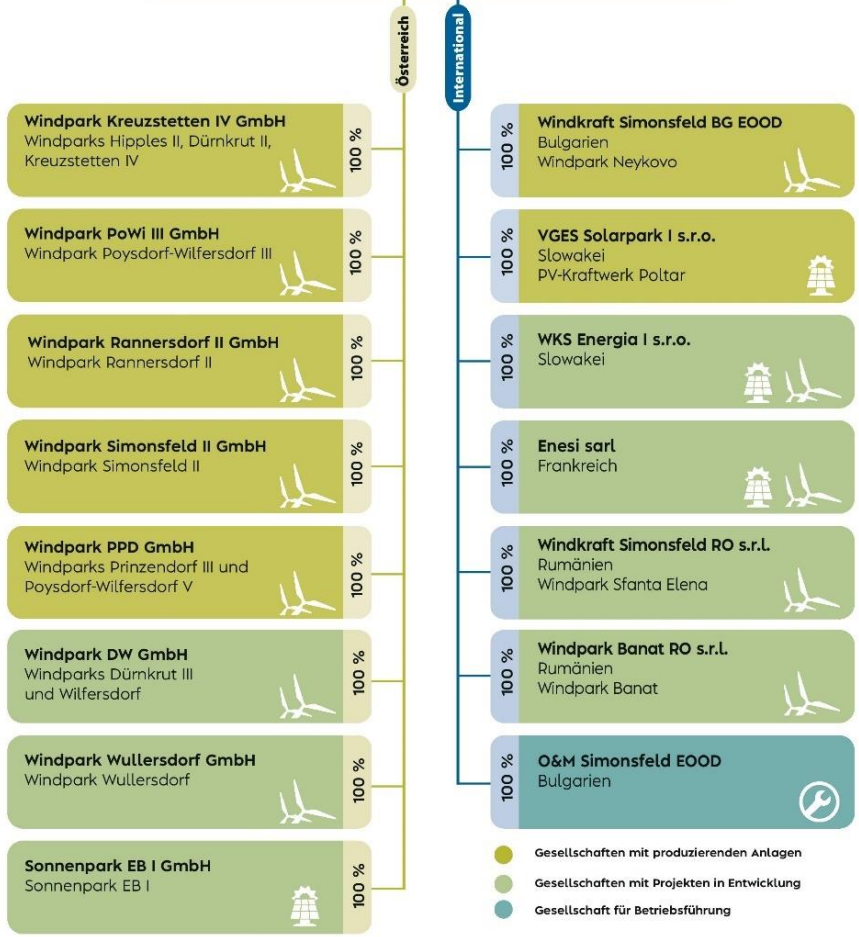 Österreich
Windpark Kreuzstetten IV GmbH
Windparks Hipples II, Dürnkrut II,
Kreuzstetten IV
100 %
Windpark PoWi III GmbH
Windpark Poysdorf-Wilfersdorf III
100 %
Windpark Rannersdorf II GmbH
Windpark Rannersdorf II
100 %
Windpark Simonsfeld II GmbH
Windpark Simonsfeld II
100 %
Windpark PPD GmbH
Windparks Prinzendorf III und
Poysdorf-Wilfersdorf V
100 %
Windpark DW GmbH
Windparks Dürnkrut III
und Wilfersdorf
100 %
Windpark Wullersdorf GmbH
Windpark Wullersdorf
100 %
Sonnenpark EB I GmbH
Sonnenpark EB I
100 %
International
100 %
Windkraft Simonsfeld BG EOOD
Bulgarien
Windpark Neykovo
100 %
VGES Solarpark I s.r.o.
Slowakei
PV-Kraftwerk Poltar
100 %
WKS Energia I s.r.o.
Slowakei
100 %
Enesi sarl
Frankreich
100 %
Windkraft Simonsfeld RO s.r.l.
Rumänien
Windpark Sfanta Elena
100 %
Windpark Banat RO s.r.l.
Rumänien
Windpark Banat
100 %
O&M Simonsfeld EOOD
Bulgarien
Gesellschaften mit produzierenden Anlagen
Gesellschaften mit Projekten in Entwicklung
Gesellschaft für Betriebsführung